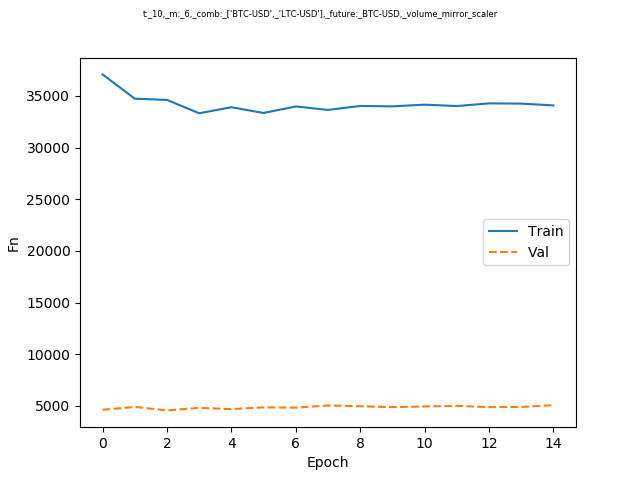 t:_10,_m:_6,_comb:_['BTC-USD',_'LTC-USD'],_future:_BTC-USD,_volume_mirror_scaler
35000
30000
25000
20000
15000
10000
5000
Fn
Train
Val
0 2 4 6 8 10 12 14
Epoch